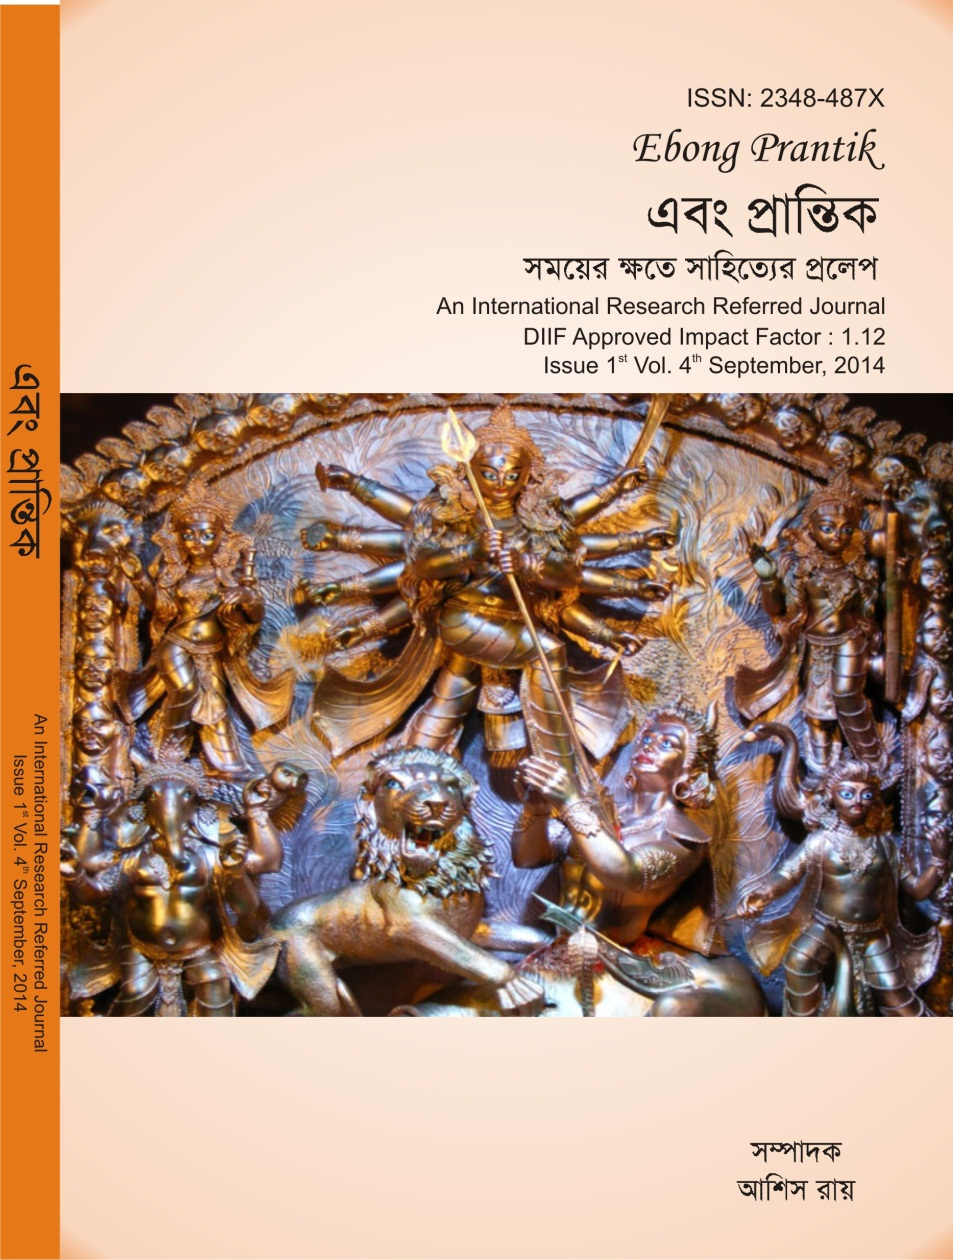 ISSN: 2348-487X
Ebong Prantik
এবং প্রান্তিক
সময়ের ক্ষতে সাহিত্যের প্রলেপ
An International Research Referred Journal
DIIF Approved Impact Factor : 1.12
Issue 1st Vol. 4th September, 2014
এবং প্রান্তিক
An International Research Referred Journal
Issue 1st Vol. 4th September, 2014
সম্পাদক
আশিস রায়